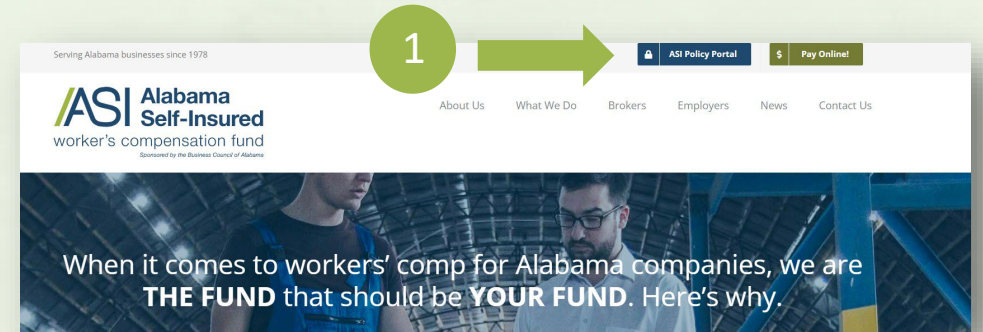 1
Serving Alabama businesses since 1978
ASI Policy Portal
$ Pay Online!
ASI Alabama
Self-Insured
worker's compensation fund
Sponsored by the Business Council of Alabama
About Us What We Do Brokers Employers News Contact Us
When it comes to workers' comp for Alabama companies, we are
THE FUND that should be YOUR FUND. Here's why.